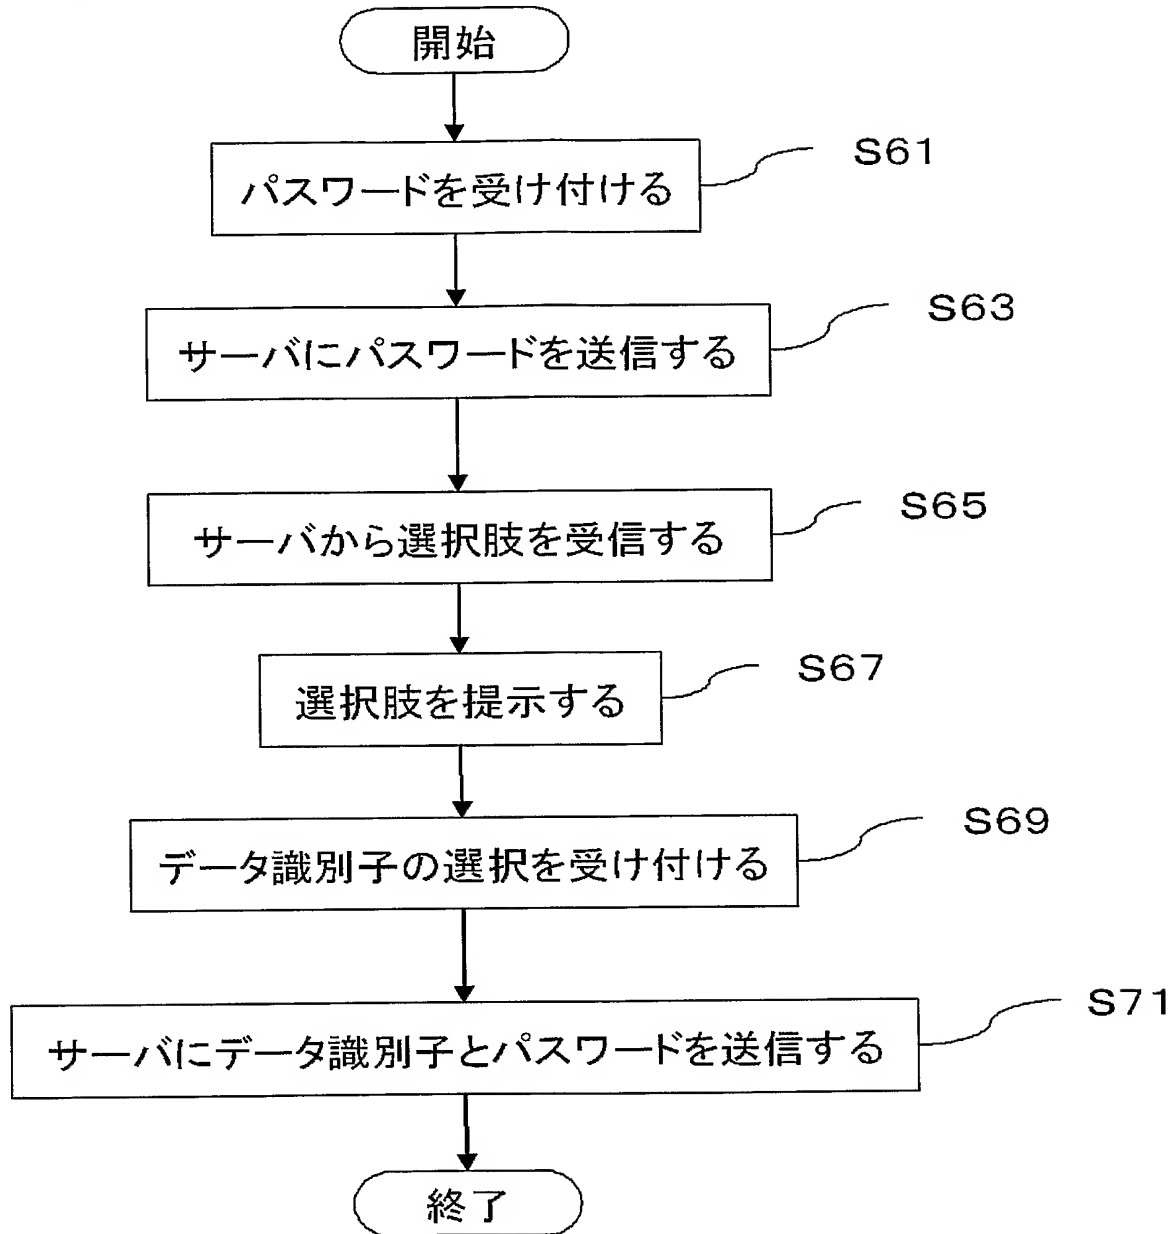 開始
パスワードを受け付ける
S61
サーバにパスワードを送信する
S63
サーバから選択肢を受信する
S65
選択肢を提示する
S67
データ識別子の選択を受け付ける
S69
サーバにデータ識別子とパスワードを送信する
S71
終了